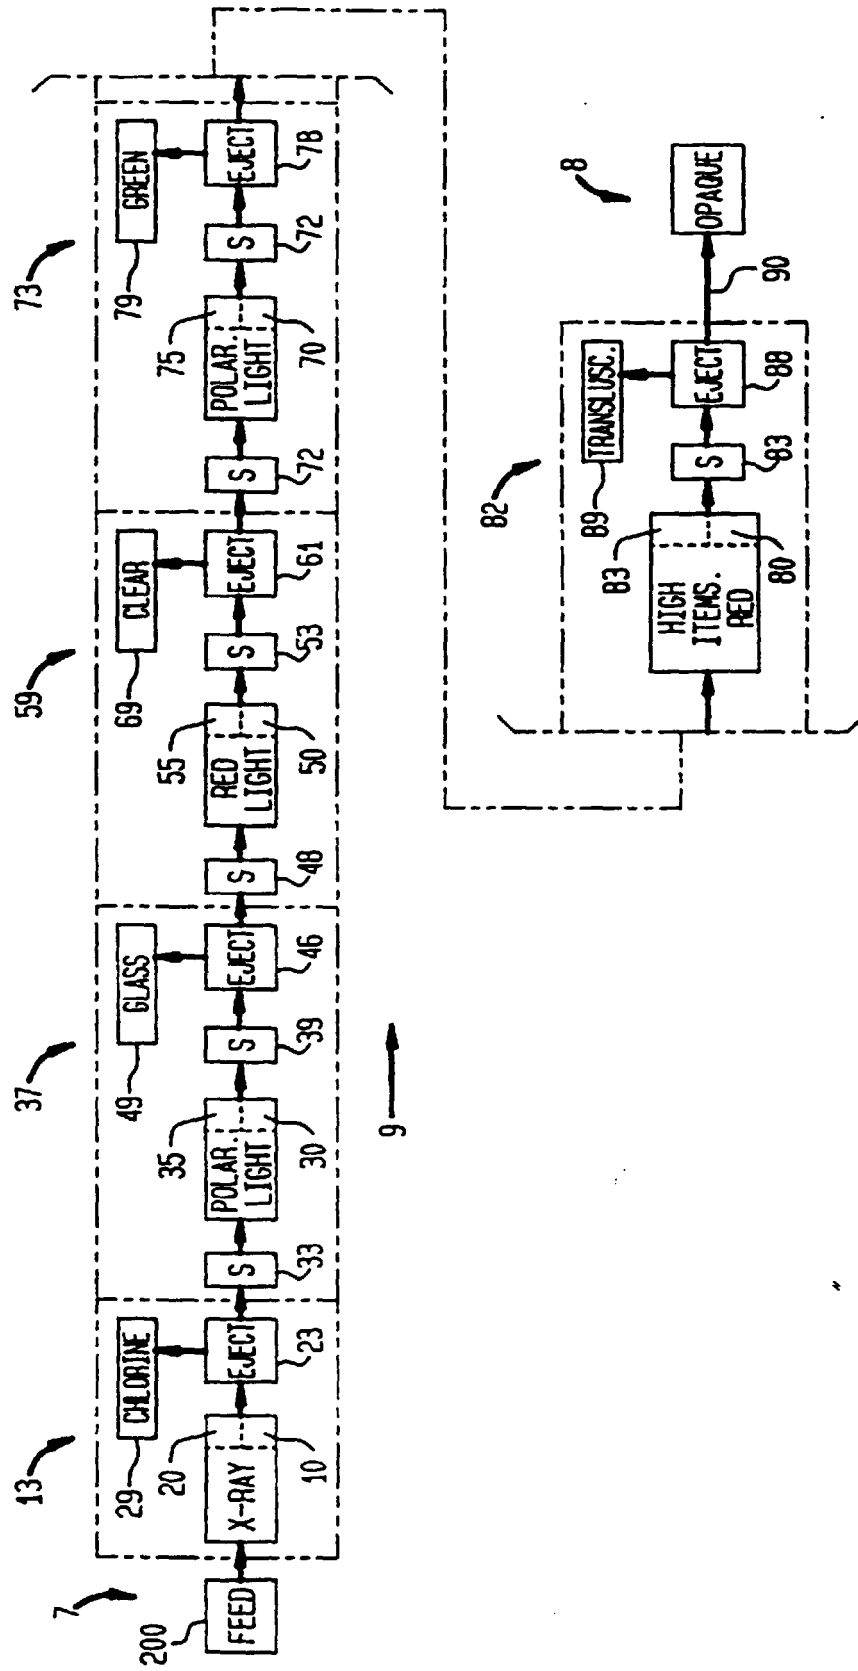 7
200
FEED
13
29
CHLORINE
20
X-RAY
10
EJECT
23
37
49
GLASS
S
33
35
POLAR.
LIGHT
30
S
39
EJECT
46
59
69
CLEAR
S
48
55
RED
LIGHT
50
S
53
EJECT
61
73
79
GREEN
S
72
75
POLAR.
LIGHT
70
S
72
EJECT
78
9
82
89
TRANSLUSC.
83
HIGH
ITEMS.
RED
80
S
83
EJECT
88
90
8
OPAQUE